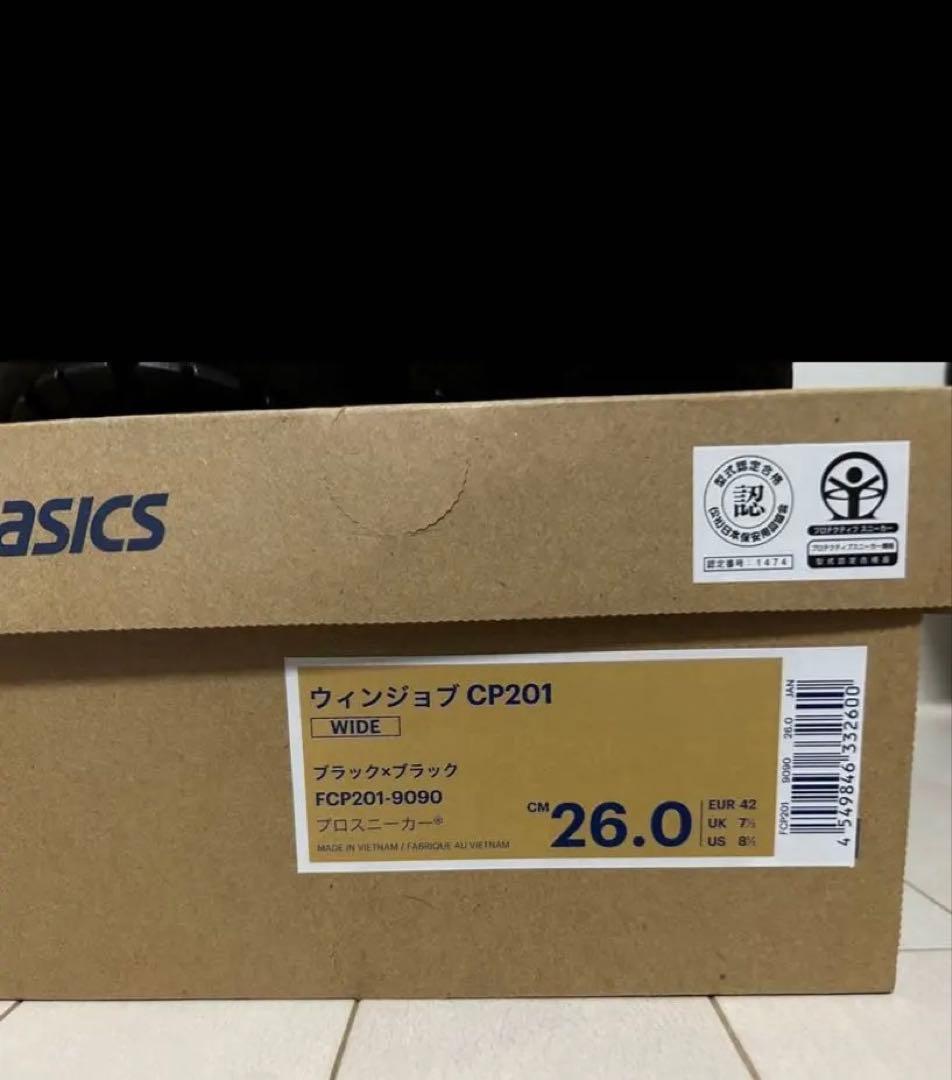 asics
型式認定合格
認
(公社)日本保安用品協会
認定番号:1474
プロテクティブ スニーカー
プロテクティブスニーカー規格
型式認定合格品
ウィンジョブ CP201
WIDE
ブラック×ブラック
FCP201-9090
プロスニーカー®
MADE IN VIETNAM / FABRIQUE AU VIETNAM
CM 26.0
EUR 42
UK 7½
US 8½
FCP201 9090 26.0 JAN
4 549846 332600